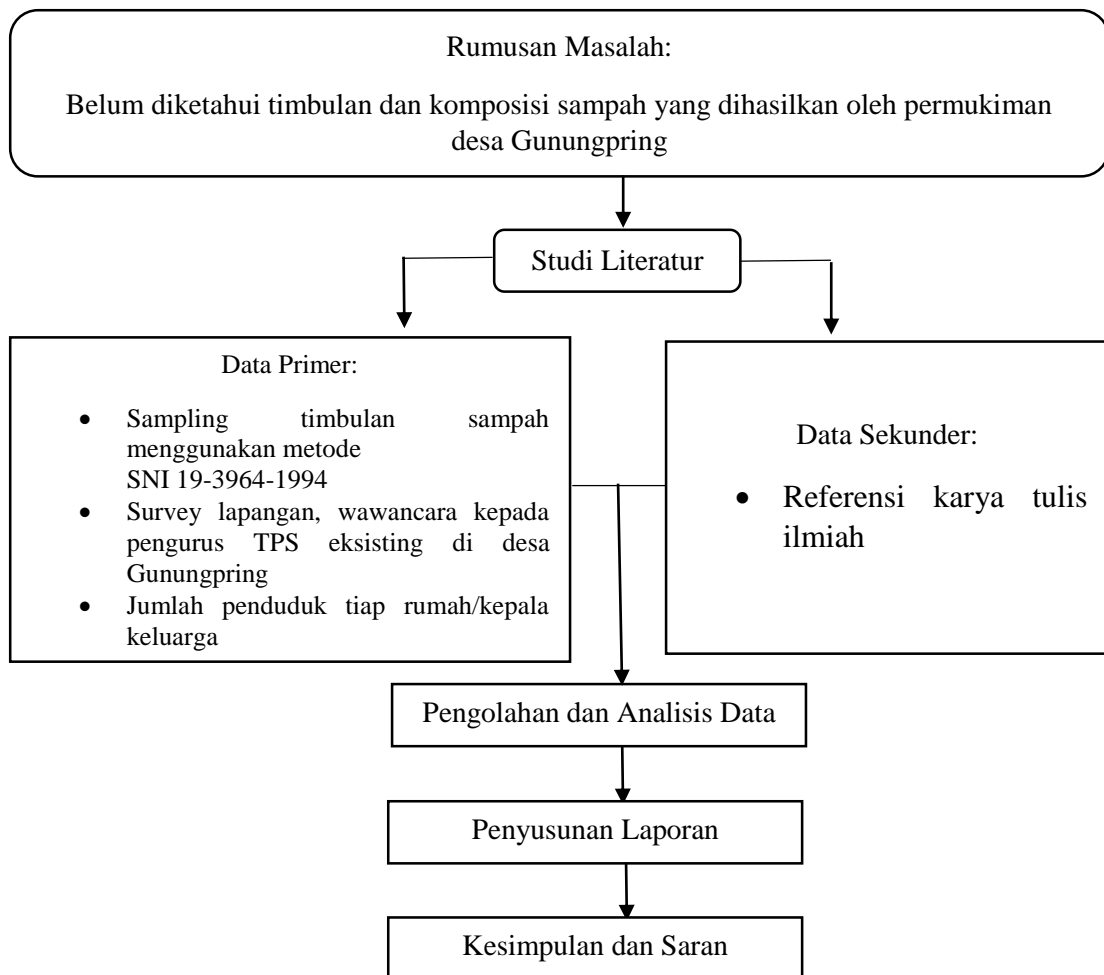 Rumusan Masalah:
Belum diketahui timbulan dan komposisi sampah yang dihasilkan oleh permukiman
desa Gunungpring
Studi Literatur
Data Primer:
• Sampling timbulan sampah
menggunakan metode
SNI 19-3964-1994
• Survey lapangan, wawancara kepada
pengurus TPS eksisting di desa
Gunungpring
• Jumlah penduduk tiap rumah/kepala
keluarga
Data Sekunder:
• Referensi karya tulis
ilmiah
Pengolahan dan Analisis Data
Penyusunan Laporan
Kesimpulan dan Saran